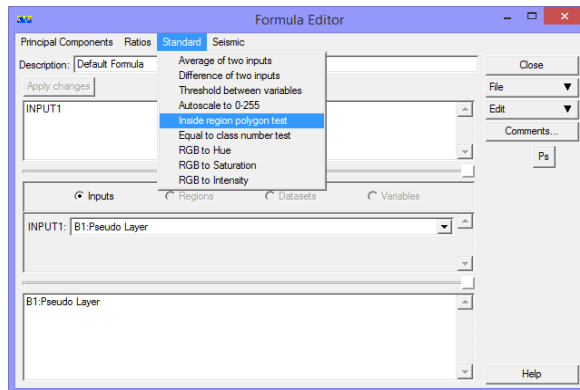 Formula Editor
Principal Components Ratios Standard Seismic
Description: Default Formula
Close
Apply changes
File
INPUT1
Edit
Comments...
Ps
Average of two inputs
Difference of two inputs
Threshold between variables
Autoscale to 0-255
Inside region polygon test
Equal to class number test
RGB to Hue
RGB to Saturation
RGB to Intensity
Inputs Regions Datasets Variables
INPUT1: B1:Pseudo Layer
B1:Pseudo Layer
Help